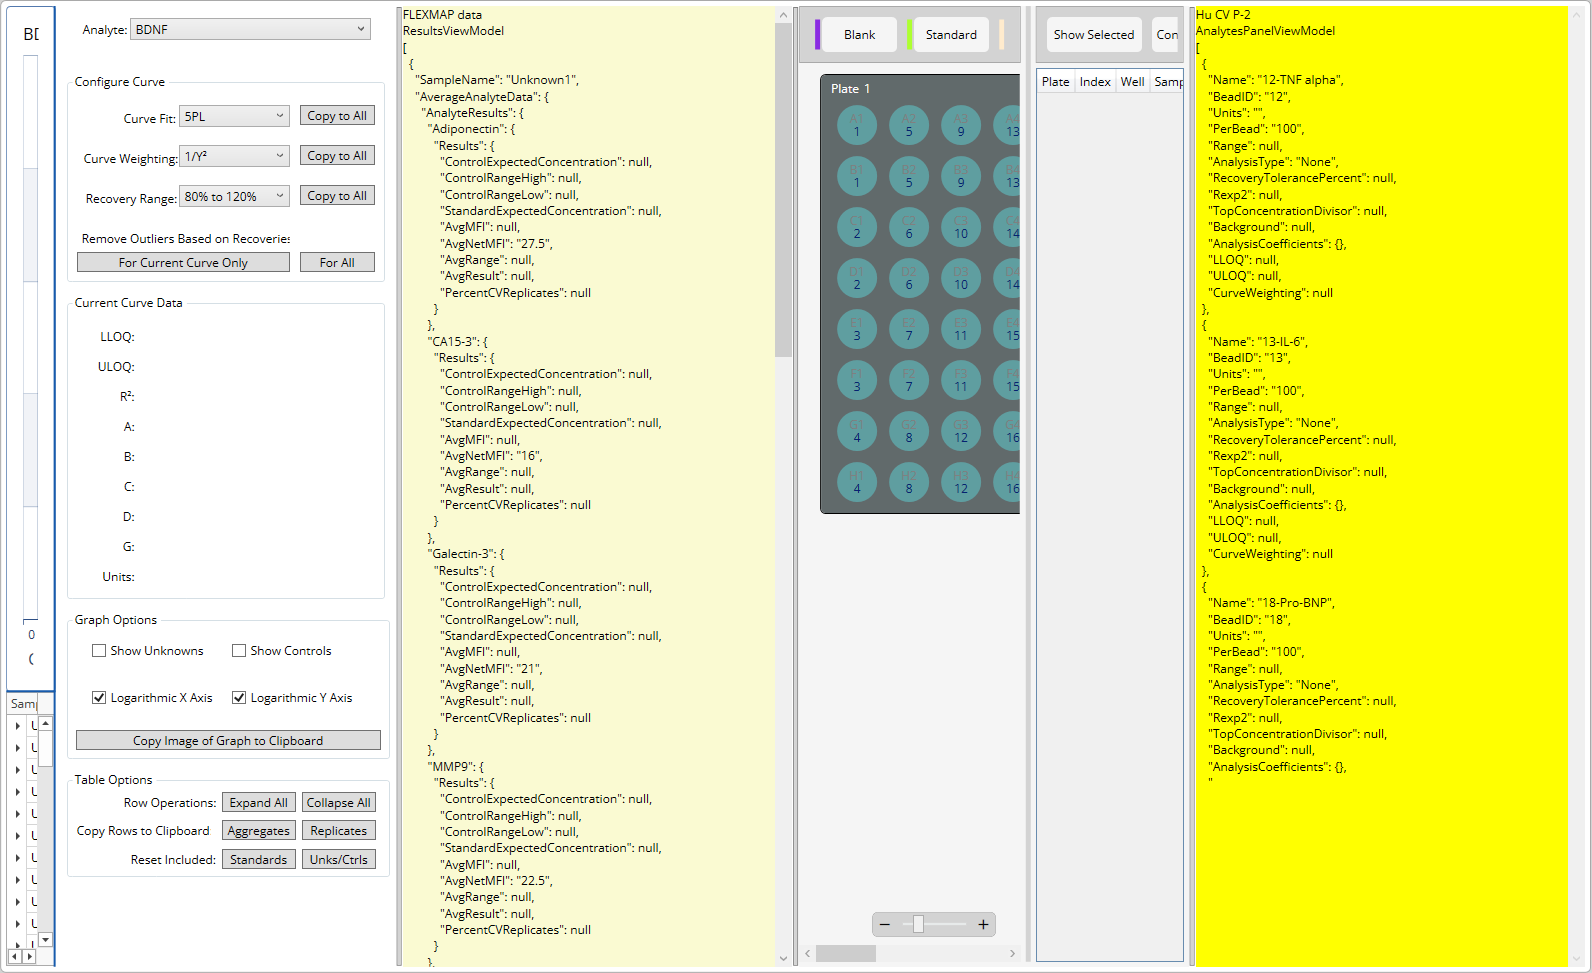 BD
0
Samp
Analyte:
BDNF
Configure Curve
Curve Fit:
5PL
Copy to All
Curve Weighting:
1/Y²
Copy to All
Recovery Range:
80% to 120%
Copy to All
Remove Outliers Based on Recoveries
For Current Curve Only
For All
Current Curve Data
LLOQ:
ULOQ:
R²:
A:
B:
C:
D:
G:
Units:
Graph Options
Show Unknowns
Show Controls
Logarithmic X Axis
Logarithmic Y Axis
Copy Image of Graph to Clipboard
Table Options
Row Operations:
Expand All
Collapse All
Copy Rows to Clipboard
Aggregates
Replicates
Reset Included:
Standards
Unks/Ctrls
FLEXMAP data
ResultsViewModel
[
{
"SampleName": "Unknown1",
"AverageAnalyteData": {
"AnalyteResults": {
"Adiponectin": {
"Results": {
"ControlExpectedConcentration": null,
"ControlRangeHigh": null,
"ControlRangeLow": null,
"StandardExpectedConcentration": null,
"AvgMFI": null,
"AvgNetMFI": "27.5",
"AvgRange": null,
"AvgResult": null,
"PercentCVReplicates": null
}
},
"CA15-3": {
"Results": {
"ControlExpectedConcentration": null,
"ControlRangeHigh": null,
"ControlRangeLow": null,
"StandardExpectedConcentration": null,
"AvgMFI": null,
"AvgNetMFI": "16",
"AvgRange": null,
"AvgResult": null,
"PercentCVReplicates": null
}
},
"Galectin-3": {
"Results": {
"ControlExpectedConcentration": null,
"ControlRangeHigh": null,
"ControlRangeLow": null,
"StandardExpectedConcentration": null,
"AvgMFI": null,
"AvgNetMFI": "21",
"AvgRange": null,
"AvgResult": null,
"PercentCVReplicates": null
}
},
"MMP9": {
"Results": {
"ControlExpectedConcentration": null,
"ControlRangeHigh": null,
"ControlRangeLow": null,
"StandardExpectedConcentration": null,
"AvgMFI": null,
"AvgNetMFI": "22.5",
"AvgRange": null,
"AvgResult": null,
"PercentCVReplicates": null
}
},
Blank
Standard
Plate 1
A1 A2 A3 A4
1 5 9 13
B1 B2 B3 B4
1 5 9 13
C1 C2 C3 C4
2 6 10 14
D1 D2 D3 D4
2 6 10 14
E1 E2 E3 E4
3 7 11 15
F1 F2 F3 F4
3 7 11 15
G1 G2 G3 G4
4 8 12 16
H1 H2 H3 H4
4 8 12 16
Show Selected
Con
Plate Index Well Samp
Hu CV P-2
AnalytesPanelViewModel
[
{
"Name": "12-TNF alpha",
"BeadID": "12",
"Units": "",
"PerBead": "100",
"Range": null,
"AnalysisType": "None",
"RecoveryTolerancePercent": null,
"Rexp2": null,
"TopConcentrationDivisor": null,
"Background": null,
"AnalysisCoefficients": {},
"LLOQ": null,
"ULOQ": null,
"CurveWeighting": null
},
{
"Name": "13-IL-6",
"BeadID": "13",
"Units": "",
"PerBead": "100",
"Range": null,
"AnalysisType": "None",
"RecoveryTolerancePercent": null,
"Rexp2": null,
"TopConcentrationDivisor": null,
"Background": null,
"AnalysisCoefficients": {},
"LLOQ": null,
"ULOQ": null,
"CurveWeighting": null
},
{
"Name": "18-Pro-BNP",
"BeadID": "18",
"Units": "",
"PerBead": "100",
"Range": null,
"AnalysisType": "None",
"RecoveryTolerancePercent": null,
"Rexp2": null,
"TopConcentrationDivisor": null,
"Background": null,
"AnalysisCoefficients": {},
"